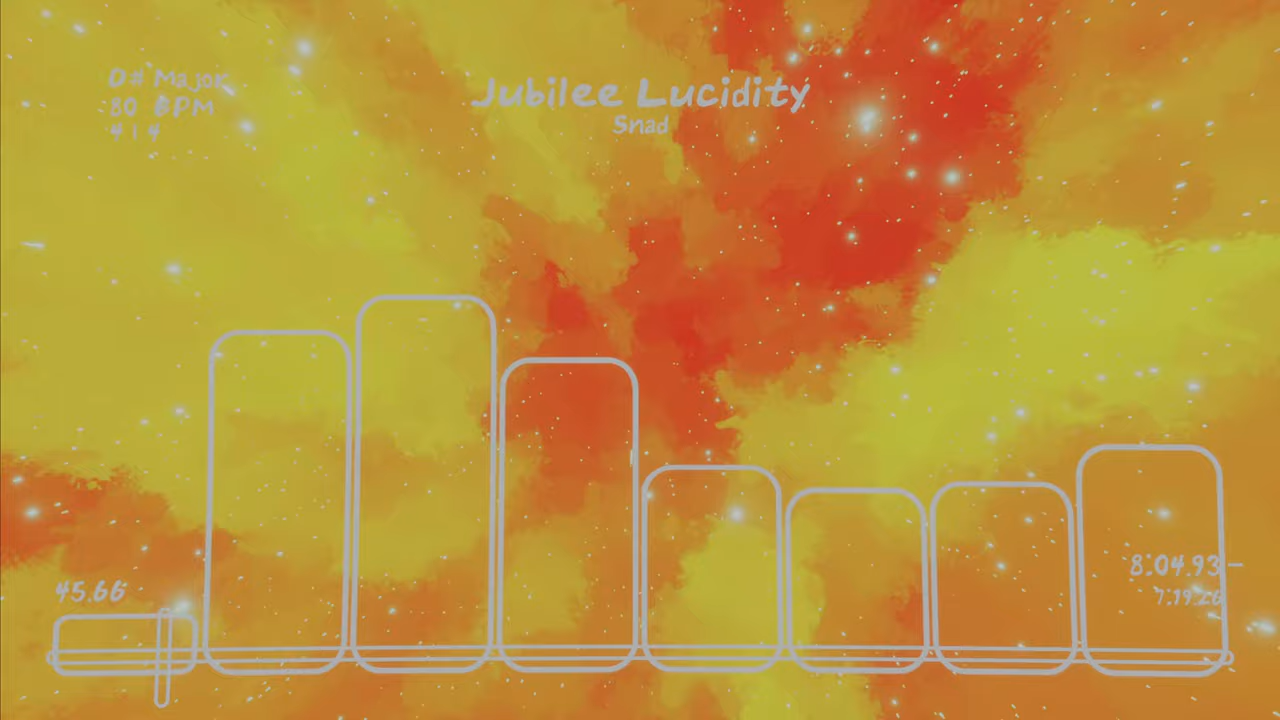 D# Major
80 BPM
4 | 4
Jubilee Lucidity
Snad
45.66
8:04.93
7:19.26